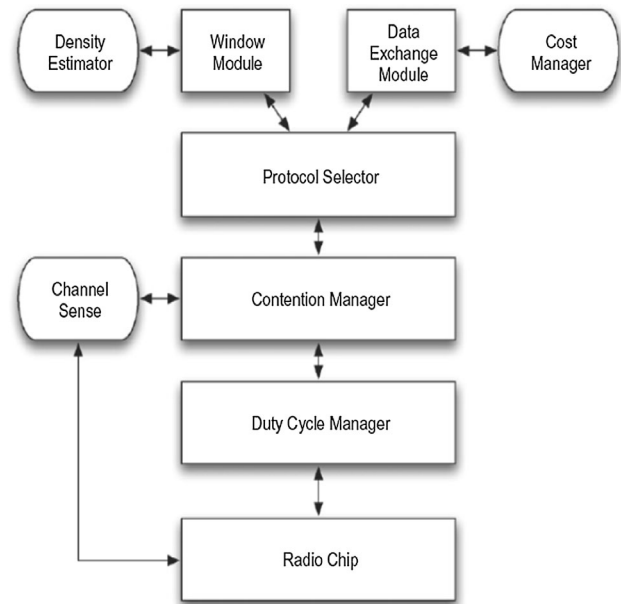 Density
Estimator
Window
Module
Data
Exchange
Module
Cost
Manager
Protocol Selector
Channel
Sense
Contention Manager
Duty Cycle Manager
Radio Chip